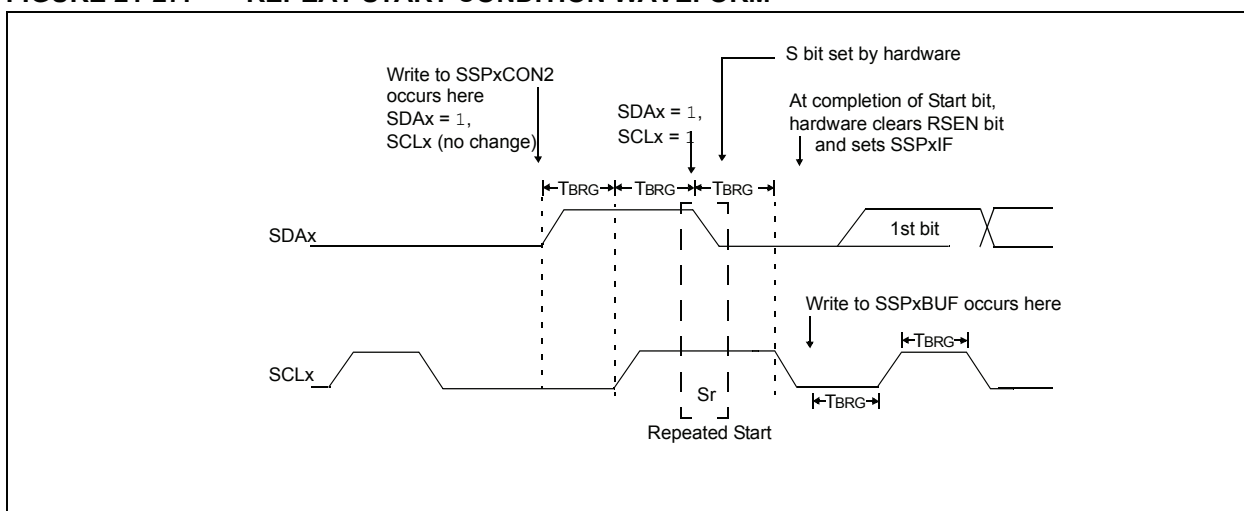 S bit set by hardware
Write to SSPxCON2
occurs here
SDAx = 1,
SCLx (no change)
SDAx = 1,
SCLx = 1
At completion of Start bit,
hardware clears RSEN bit
and sets SSPxIF
TBRG TBRG TBRG
SDAx
1st bit
Write to SSPxBUF occurs here
TBRG
SCLx
Sr
TBRG
Repeated Start